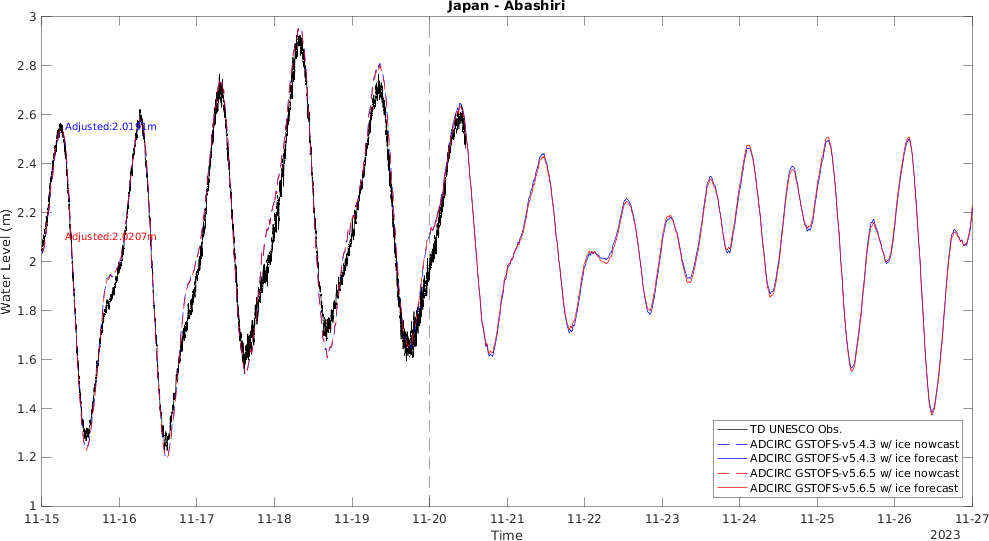 Japan - Abashiri
3
2.8
2.6
2.4
2.2
2
1.8
1.6
1.4
1.2
1
Water Level (m)
Adjusted:2.0191m
Adjusted:2.0207m
TD UNESCO Obs.
ADCIRC GSTOFS-v5.4.3 w/ ice nowcast
ADCIRC GSTOFS-v5.4.3 w/ ice forecast
ADCIRC GSTOFS-v5.6.5 w/ ice nowcast
ADCIRC GSTOFS-v5.6.5 w/ ice forecast
11-15 11-16 11-17 11-18 11-19 11-20 11-21 11-22 11-23 11-24 11-25 11-26 11-27
Time
2023